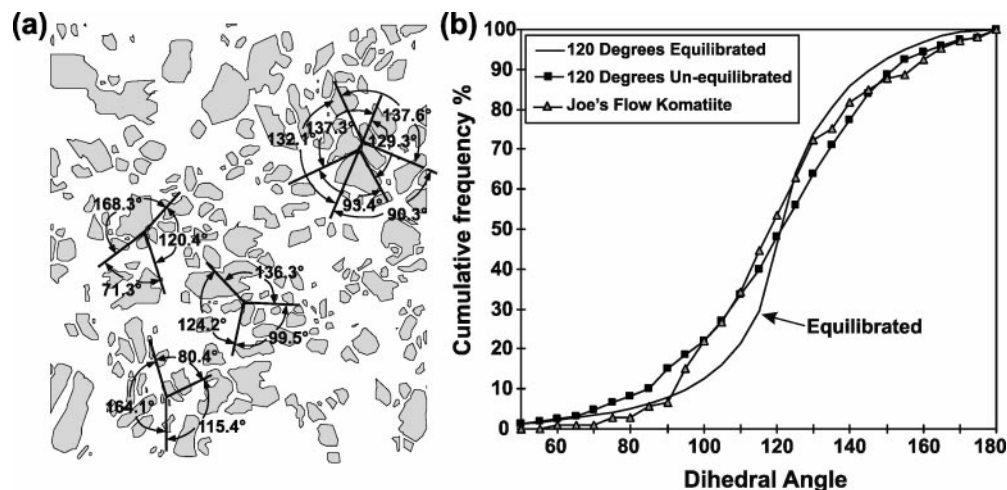 (a)
137.6°
137.3°
132.1°
129.3°
93.4°
90.3°
168.3°
120.4°
71.3°
136.3°
124.2°
99.5°
80.4°
164.1°
115.4°
(b)
Cumulative frequency %
100
90
80
70
60
50
40
30
20
10
0
120 Degrees Equilibrated
120 Degrees Un-equilibrated
Joe's Flow Komatiite
Equilibrated
60 80 100 120 140 160 180
Dihedral Angle